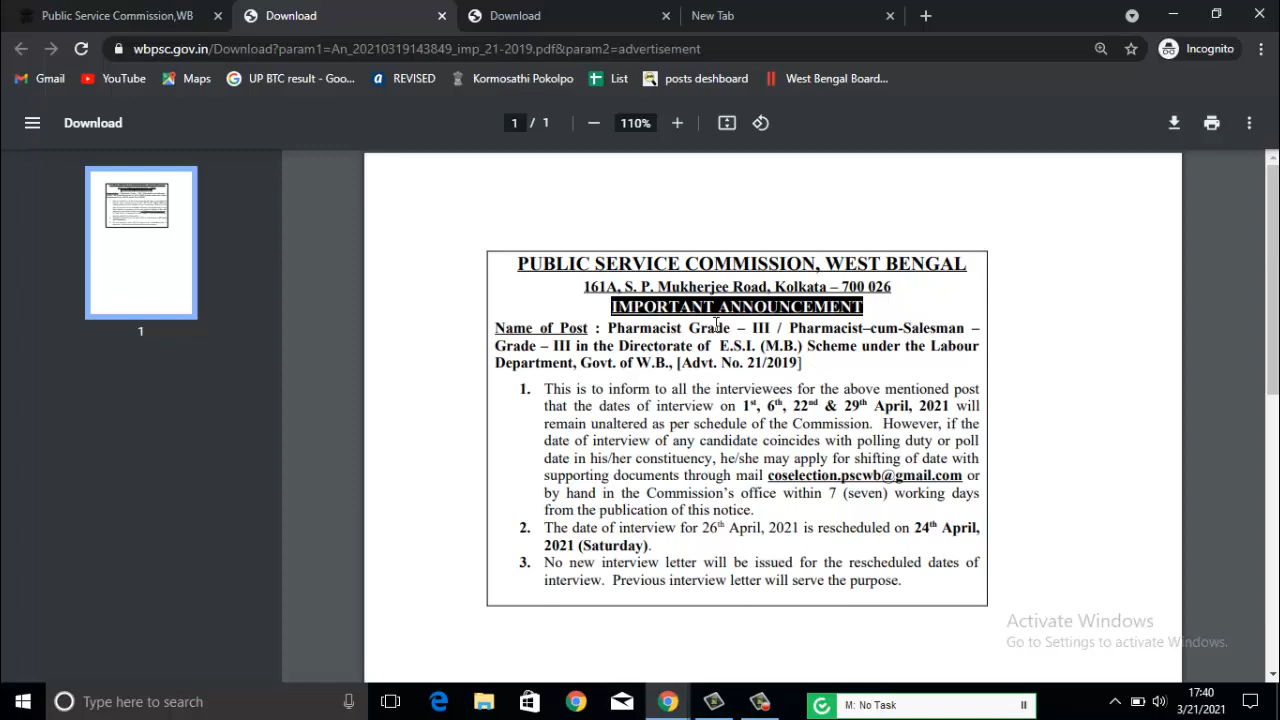 Public Service Commission,WB
Download
Download
New Tab
wbpsc.gov.in/Download?param1=An_20210319143849_imp_21-2019.pdf&param2=advertisement
Incognito
Gmail
YouTube
Maps
UP BTC result - Goo...
REVISED
Kormosathi Pokolpo
List
posts deshboard
West Bengal Board...
Download
1 / 1
110%
1
PUBLIC SERVICE COMMISSION, WEST BENGAL
161A, S. P. Mukherjee Road, Kolkata – 700 026
IMPORTANT ANNOUNCEMENT
Name of Post : Pharmacist Grade – III / Pharmacist–cum-Salesman –
Grade – III in the Directorate of E.S.I. (M.B.) Scheme under the Labour
Department, Govt. of W.B., [Advt. No. 21/2019]
1. This is to inform to all the interviewees for the above mentioned post
that the dates of interview on 1st, 6th, 22nd & 29th April, 2021 will
remain unaltered as per schedule of the Commission. However, if the
date of interview of any candidate coincides with polling duty or poll
date in his/her constituency, he/she may apply for shifting of date with
supporting documents through mail coselection.pscwb@gmail.com or
by hand in the Commission's office within 7 (seven) working days
from the publication of this notice.
2. The date of interview for 26th April, 2021 is rescheduled on 24th April,
2021 (Saturday).
3. No new interview letter will be issued for the rescheduled dates of
interview. Previous interview letter will serve the purpose.
Activate Windows
Go to Settings to activate Windows.
Type here to search
M: No Task
17:40
3/21/2021